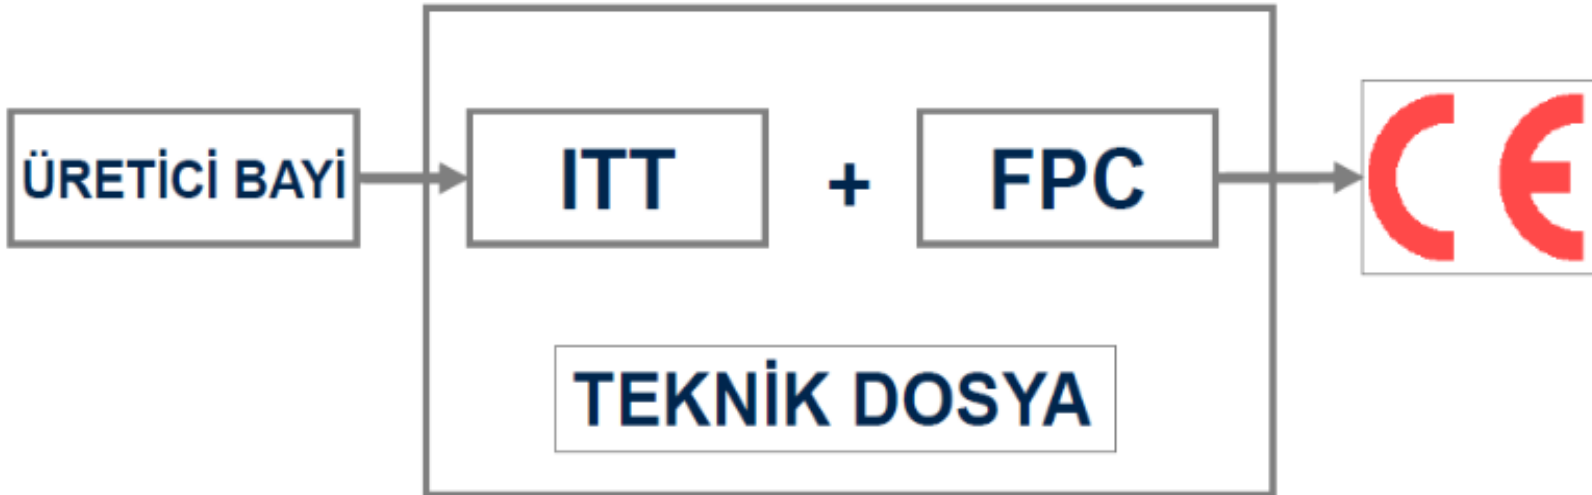 ÜRETİCİ BAYİ
ITT + FPC
CE
TEKNİK DOSYA